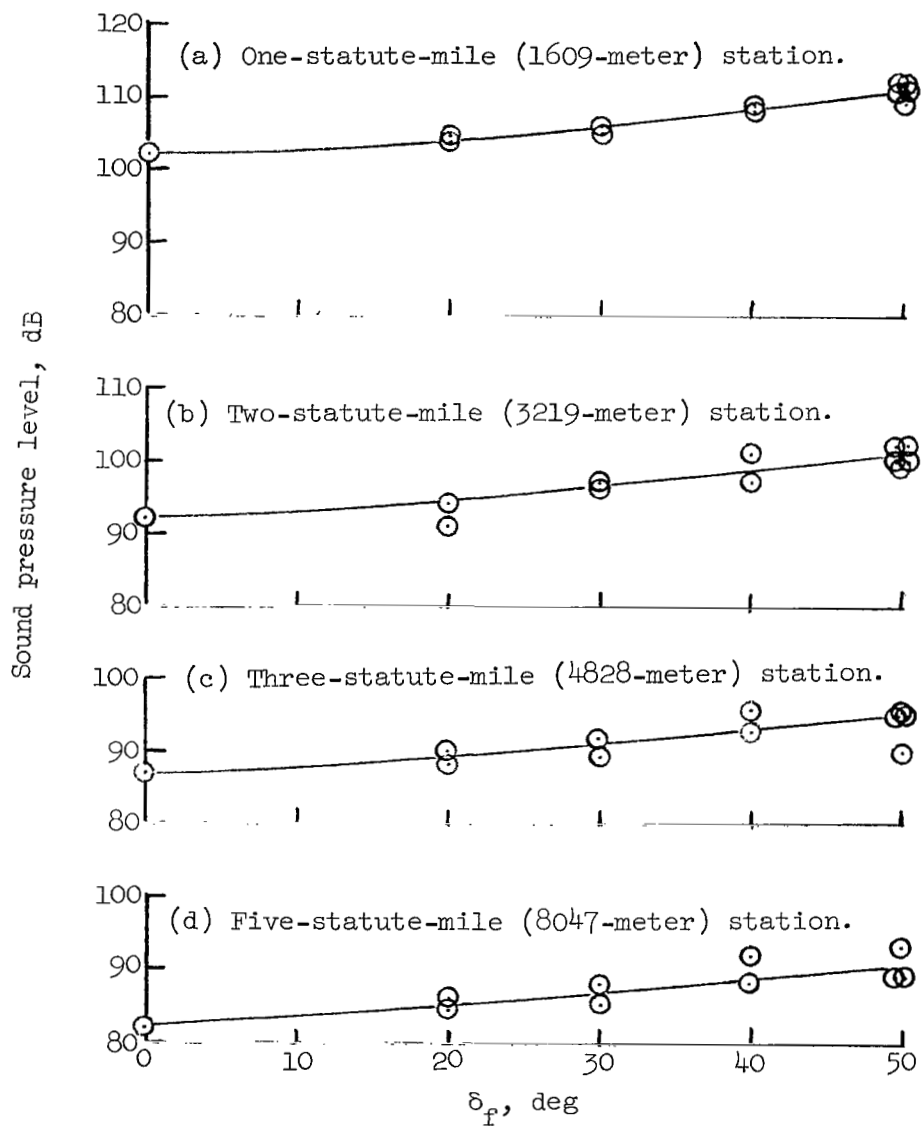 Sound pressure level, dB
120
(a) One-statute-mile (1609-meter) station.
110
100
90
80
110
(b) Two-statute-mile (3219-meter) station.
100
90
80
100
(c) Three-statute-mile (4828-meter) station.
90
80
100
(d) Five-statute-mile (8047-meter) station.
90
80
0 10 20 30 40 50
δf, deg